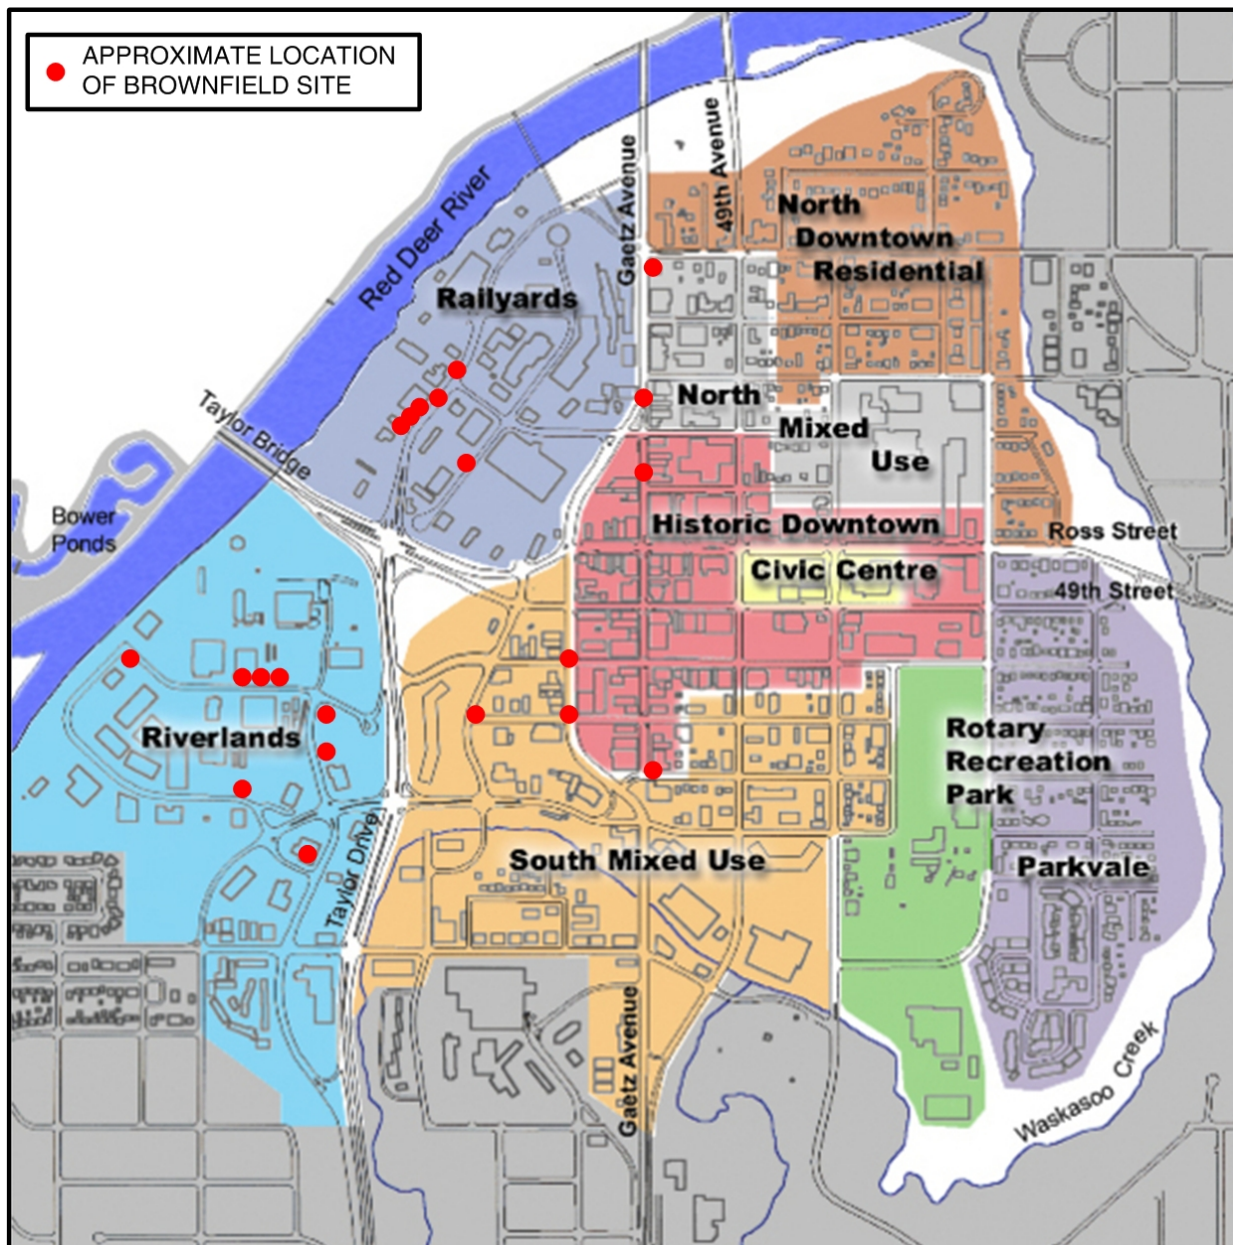 APPROXIMATE LOCATION
OF BROWNFIELD SITE
Red Deer River
Gaetz Avenue
49th Avenue
North
Downtown
Residential
Railyards
Taylor Bridge
North
Mixed
Use
Bower
Ponds
Historic Downtown
Ross Street
Civic Centre
49th Street
Riverlands
Rotary
Recreation
Park
Taylor Drive
South Mixed Use
Parkvale
Gaetz Avenue
Waskasoo Creek